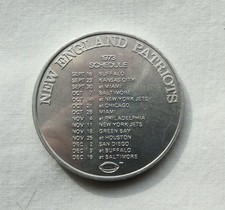 NEW ENGLAND PATRIOTS
1973
SCHEDULE
SEPT 16 BUFFALO
SEPT 23 KANSAS CITY
SEPT 30 at MIAMI
OCT 7 BALTIMORE
OCT 14 at NEW YORK JETS
OCT 21 at CHICAGO
OCT 28 MIAMI
NOV 4 at PHILADELPHIA
NOV 11 NEW YORK JETS
NOV 18 GREEN BAY
NOV 25 at HOUSTON
DEC 2 SAN DIEGO
DEC 9 at BUFFALO
DEC 16 at BALTIMORE